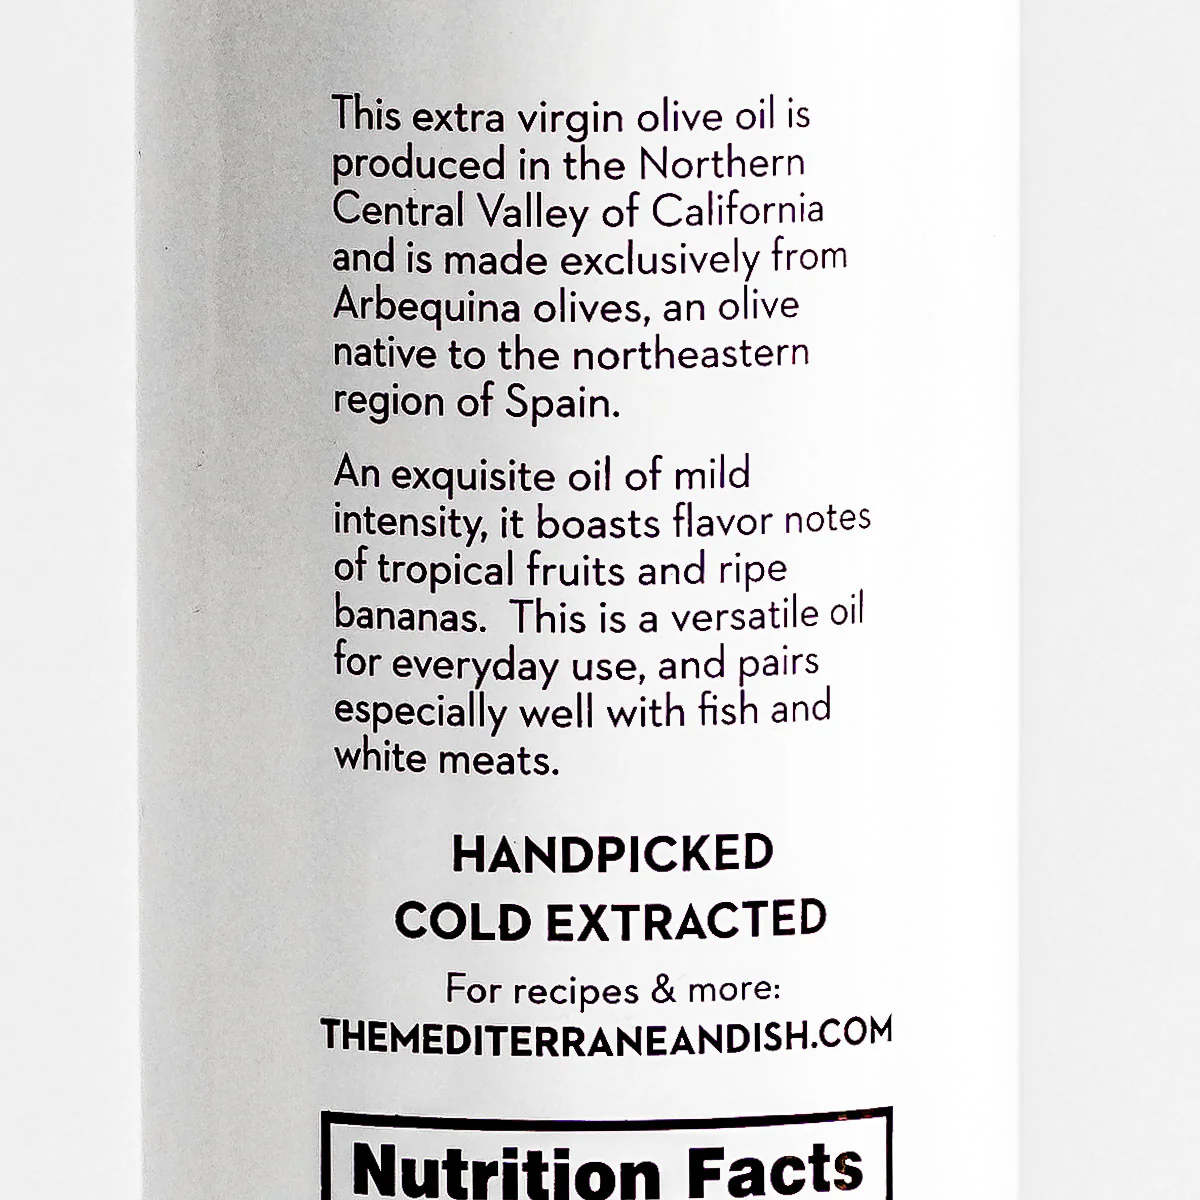 This extra virgin olive oil is
produced in the Northern
Central Valley of California
and is made exclusively from
Arbequina olives, an olive
native to the northeastern
region of Spain.
An exquisite oil of mild
intensity, it boasts flavor notes
of tropical fruits and ripe
bananas.  This is a versatile oil
for everyday use, and pairs
especially well with fish and
white meats.
HANDPICKED
COLD EXTRACTED
For recipes & more:
THEMEDITERRANEANDISH.COM
Nutrition Facts